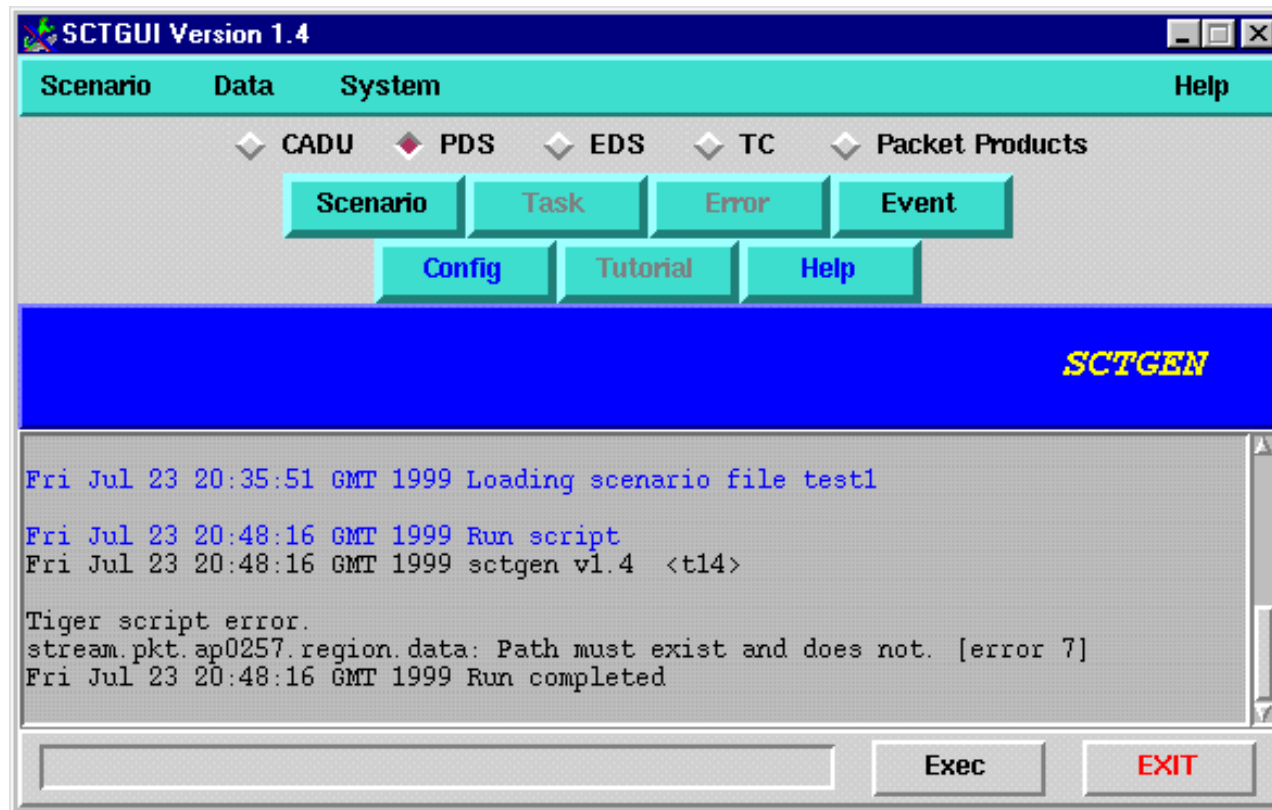 SCTGUI Version 1.4
Scenario Data System Help
CADU PDS EDS TC Packet Products
Scenario Task Error Event
Config Tutorial Help
SCTGEN
Fri Jul 23 20:35:51 GMT 1999 Loading scenario file test1
Fri Jul 23 20:48:16 GMT 1999 Run script
Fri Jul 23 20:48:16 GMT 1999 sctgen v1.4 <t14>
Tiger script error.
stream.pkt.ap0257.region.data: Path must exist and does not. [error 7]
Fri Jul 23 20:48:16 GMT 1999 Run completed
Exec EXIT